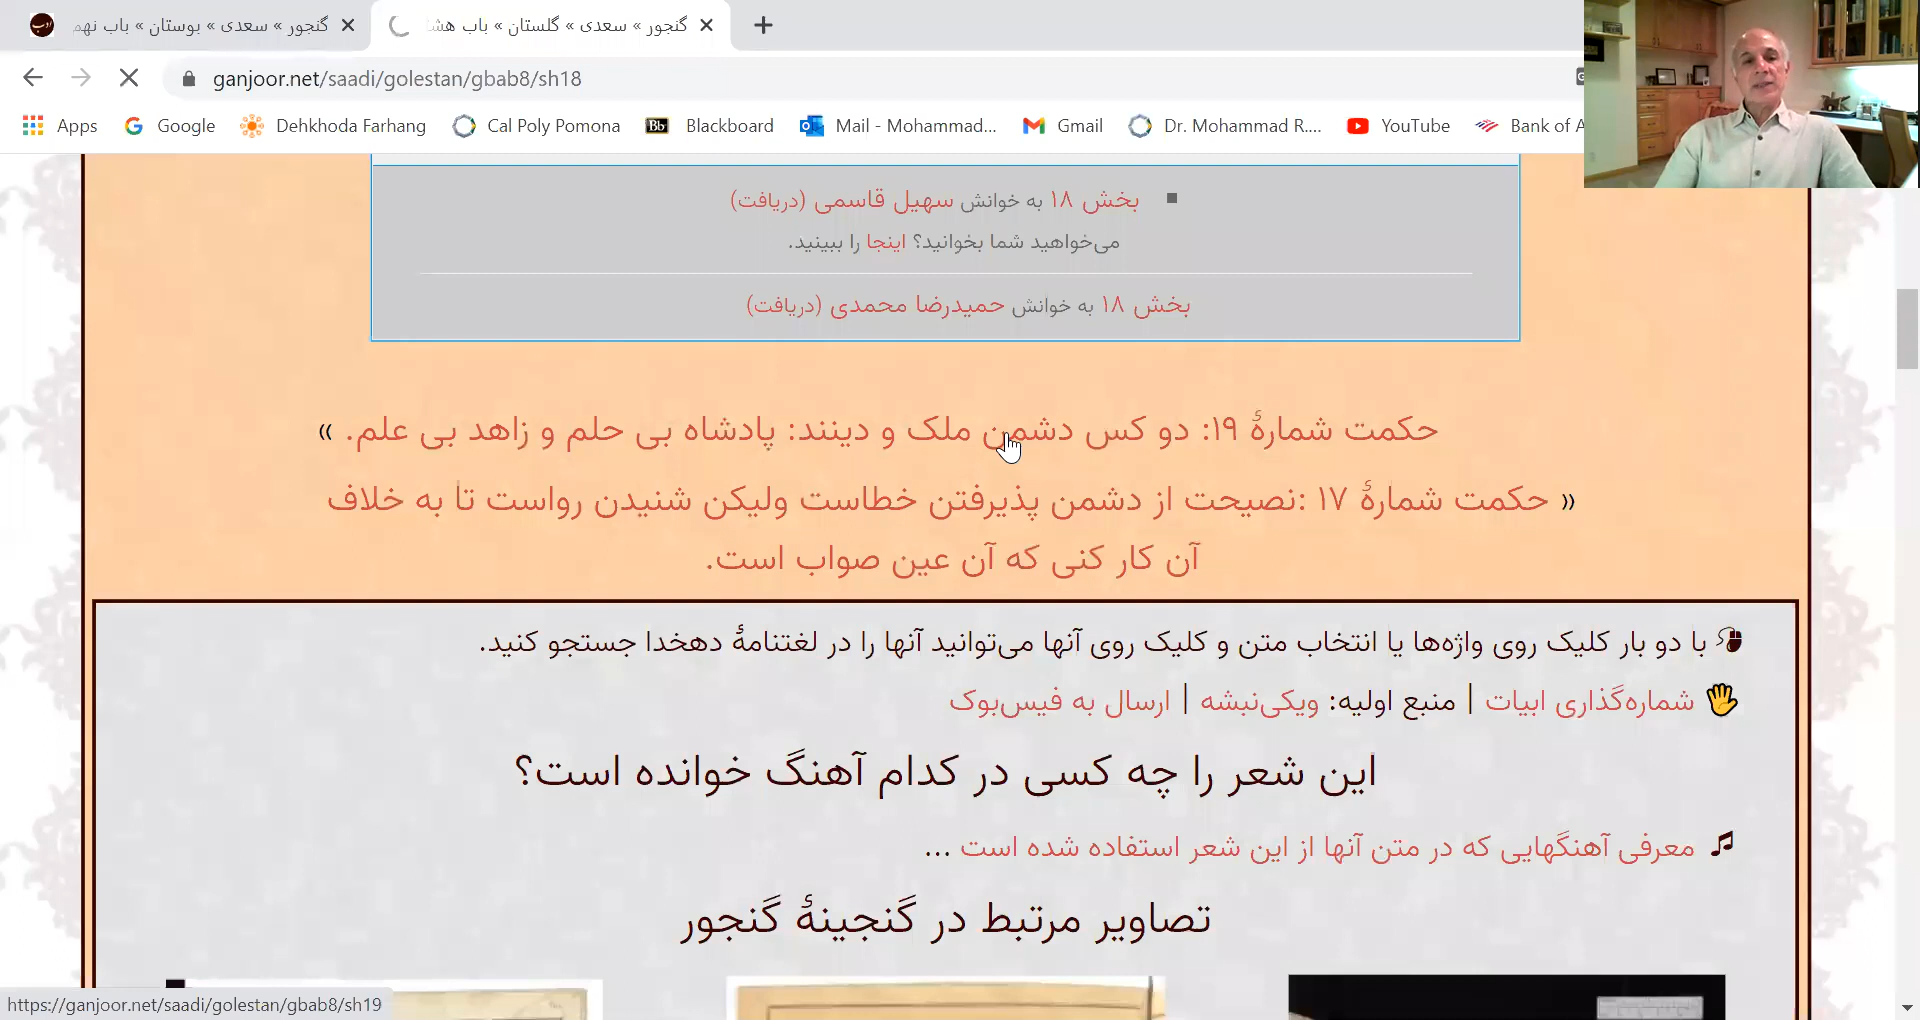 گنجور » سعدی » بوستان » باب نهم
گنجور » سعدی » گلستان » باب هشت
ganjoor.net/saadi/golestan/gbab8/sh18
Apps
Google
Dehkhoda Farhang
Cal Poly Pomona
Bb Blackboard
Mail - Mohammad...
Gmail
Dr. Mohammad R....
YouTube
Bank of A
بخش ۱۸ به خوانش سهیل قاسمی (دریافت)
می‌خواهید شما بخوانید؟ اینجا را ببینید.
بخش ۱۸ به خوانش حمیدرضا محمدی (دریافت)
حکمت شمارهٔ ۱۹: دو کس دشمن ملک و دینند: پادشاه بی حلم و زاهد بی علم. »
« حکمت شمارهٔ ۱۷ :نصیحت از دشمن پذیرفتن خطاست ولیکن شنیدن رواست تا به خلاف
آن کار کنی که آن عین صواب است.
با دو بار کلیک روی واژه‌ها یا انتخاب متن و کلیک روی آنها می‌توانید آنها را در لغتنامهٔ دهخدا جستجو کنید.
شماره‌گذاری ابیات | منبع اولیه: ویکی‌نبشه | ارسال به فیس‌بوک
این شعر را چه کسی در کدام آهنگ خوانده است؟
معرفی آهنگهایی که در متن آنها از این شعر استفاده شده است ...
تصاویر مرتبط در گنجینهٔ گنجور
https://ganjoor.net/saadi/golestan/gbab8/sh19